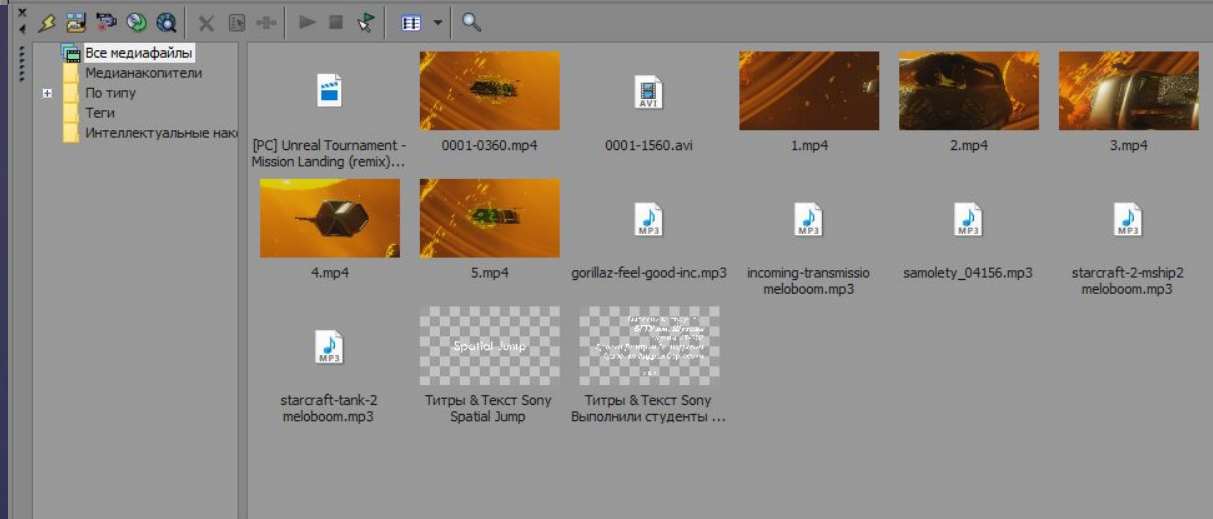 Все медиафайлы
Медианакопители
По типу
Теги
Интеллектуальные нак
[PC] Unreal Tournament -
Mission Landing (remix)...
0001-0360.mp4
AVI
0001-1560.avi
1.mp4
2.mp4
3.mp4
4.mp4
5.mp4
MP3
gorillaz-feel-good-inc.mp3
MP3
incoming-transmissio
meloboom.mp3
MP3
samolety_04156.mp3
MP3
starcraft-2-mship2
meloboom.mp3
MP3
starcraft-tank-2
meloboom.mp3
Spatial Jump
Титры & Текст Sony
Spatial Jump
Титры & Текст Sony
Выполнили студенты ...